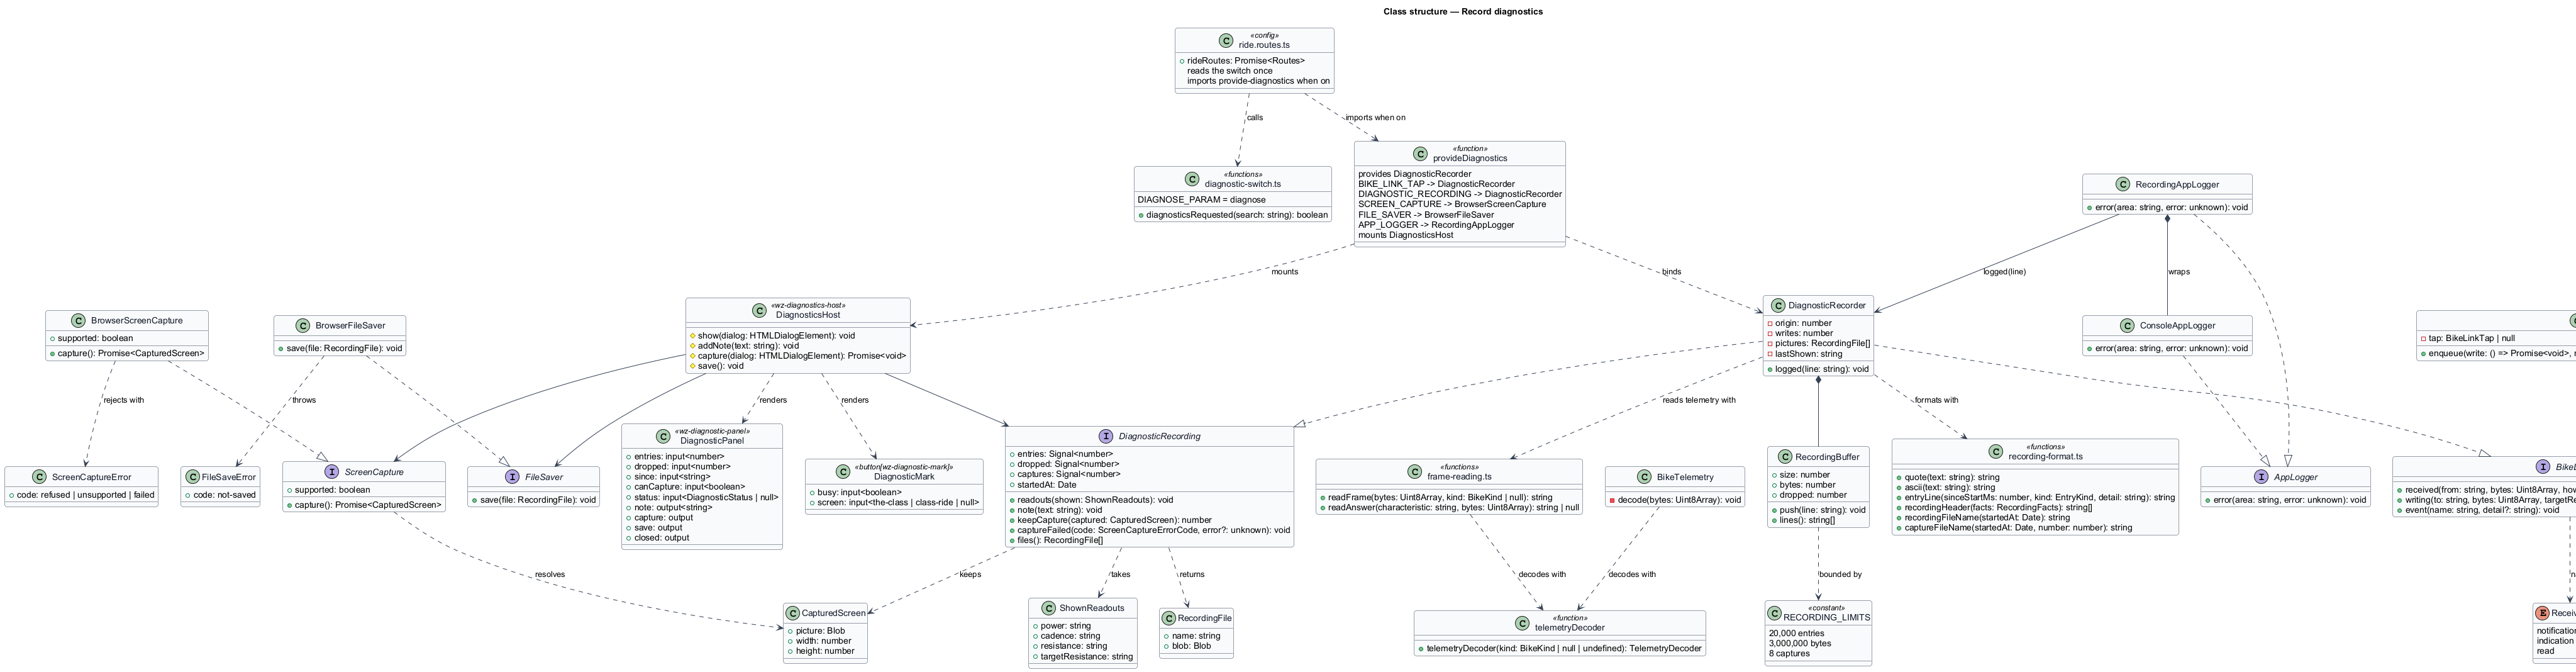 Class structure — Record diagnostics
«config»
ride.routes.ts
rideRoutes: Promise<Routes>
reads the switch once
imports provide-diagnostics when on
calls
imports when on
«functions»
diagnostic-switch.ts
DIAGNOSE_PARAM = diagnose
diagnosticsRequested(search: string): boolean
«function»
provideDiagnostics
provides DiagnosticRecorder
BIKE_LINK_TAP -> DiagnosticRecorder
DIAGNOSTIC_RECORDING -> DiagnosticRecorder
SCREEN_CAPTURE -> BrowserScreenCapture
FILE_SAVER -> BrowserFileSaver
APP_LOGGER -> RecordingAppLogger
mounts DiagnosticsHost
RecordingAppLogger
error(area: string, error: unknown): void
mounts
binds
logged(line)
wraps
BrowserScreenCapture
supported: boolean
capture(): Promise<CapturedScreen>
BrowserFileSaver
save(file: RecordingFile): void
«wz-diagnostics-host»
DiagnosticsHost
show(dialog: HTMLDialogElement): void
addNote(text: string): void
capture(dialog: HTMLDialogElement): Promise<void>
save(): void
DiagnosticRecorder
origin: number
writes: number
pictures: RecordingFile[]
lastShown: string
logged(line: string): void
ConsoleAppLogger
error(area: string, error: unknown): void
tap: BikeLinkTap | null
enqueue(write: () => Promise<void>,
rejects with
throws
renders
renders
reads telemetry with
formats with
ScreenCaptureError
code: refused | unsupported | failed
FileSaveError
code: not-saved
ScreenCapture
supported: boolean
capture(): Promise<CapturedScreen>
FileSaver
save(file: RecordingFile): void
«wz-diagnostic-panel»
DiagnosticPanel
entries: input<number>
dropped: input<number>
since: input<string>
canCapture: input<boolean>
status: input<DiagnosticStatus | null>
note: output<string>
capture: output
save: output
closed: output
«button[wz-diagnostic-mark]»
DiagnosticMark
busy: input<boolean>
screen: input<the-class | class-ride | null>
DiagnosticRecording
entries: Signal<number>
dropped: Signal<number>
captures: Signal<number>
startedAt: Date
readouts(shown: ShownReadouts): void
note(text: string): void
keepCapture(captured: CapturedScreen): number
captureFailed(code: ScreenCaptureErrorCode, error?: unknown): void
files(): RecordingFile[]
«functions»
frame-reading.ts
readFrame(bytes: Uint8Array, kind: BikeKind | null): string
readAnswer(characteristic: string, bytes: Uint8Array): string | null
BikeTelemetry
decode(bytes: Uint8Array): void
RecordingBuffer
size: number
bytes: number
dropped: number
push(line: string): void
lines(): string[]
«functions»
recording-format.ts
quote(text: string): string
ascii(text: string): string
entryLine(sinceStartMs: number, kind: EntryKind, detail: string): string
recordingHeader(facts: RecordingFacts): string[]
recordingFileName(startedAt: Date): string
captureFileName(startedAt: Date, number: number): string
AppLogger
error(area: string, error: unknown): void
received(from: string, bytes: Uint8Array,
writing(to: string, bytes: Uint8Array,
event(name: string, detail?: string): void
resolves
keeps
takes
returns
decodes with
decodes with
bounded by
CapturedScreen
picture: Blob
width: number
height: number
ShownReadouts
power: string
cadence: string
resistance: string
targetResistance: string
RecordingFile
name: string
blob: Blob
«function»
telemetryDecoder
telemetryDecoder(kind: BikeKind | null | undefined): TelemetryDecoder
«constant»
RECORDING_LIMITS
20,000 entries
3,000,000 bytes
8 captures
notification
indication
read